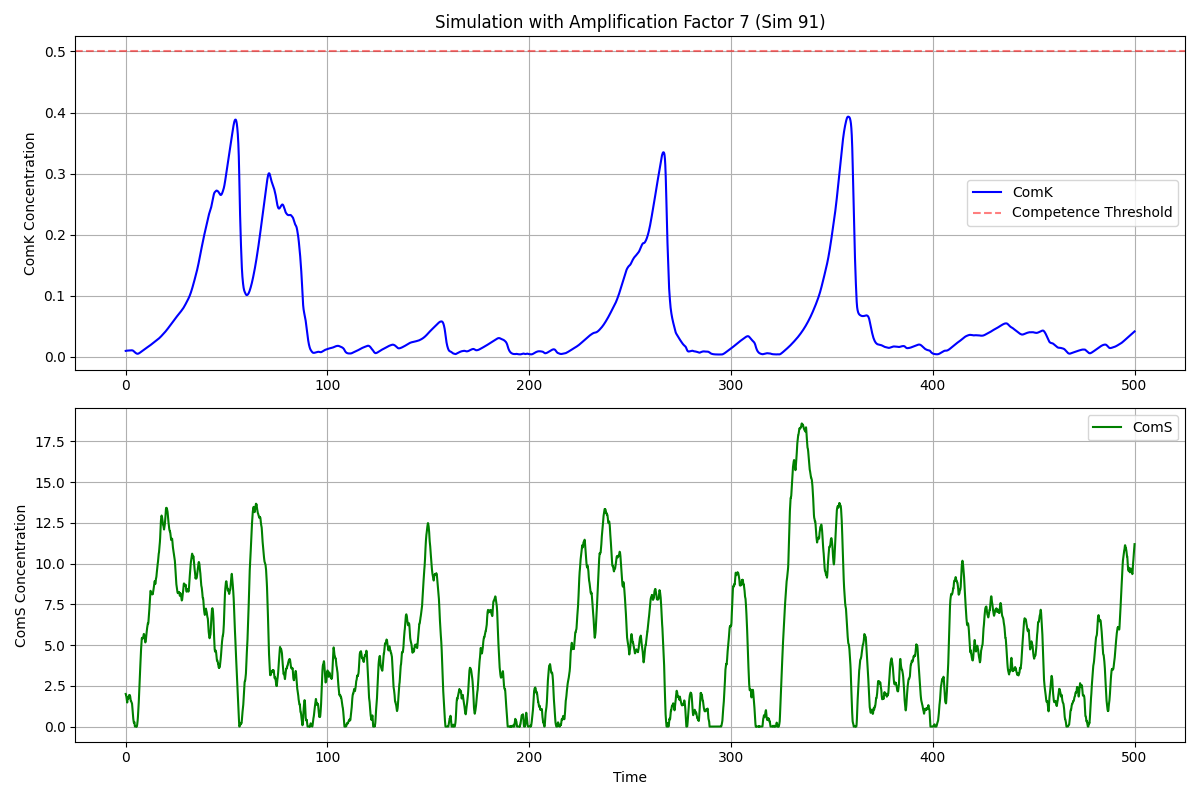 Simulation with Amplification Factor 7 (Sim 91)
ComK Concentration
0.5
0.4
0.3
0.2
0.1
0.0
ComK
Competence Threshold
0 100 200 300 400 500
ComS Concentration
17.5
15.0
12.5
10.0
7.5
5.0
2.5
0.0
ComS
0 100 200 300 400 500
Time